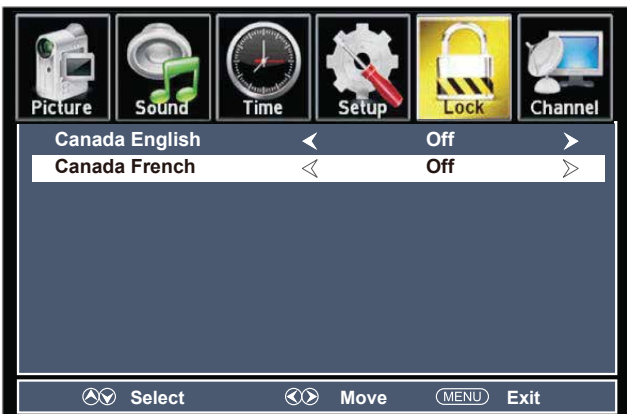 Picture Sound Time Setup Lock Channel
Canada English Off
Canada French Off
Select Move MENU Exit